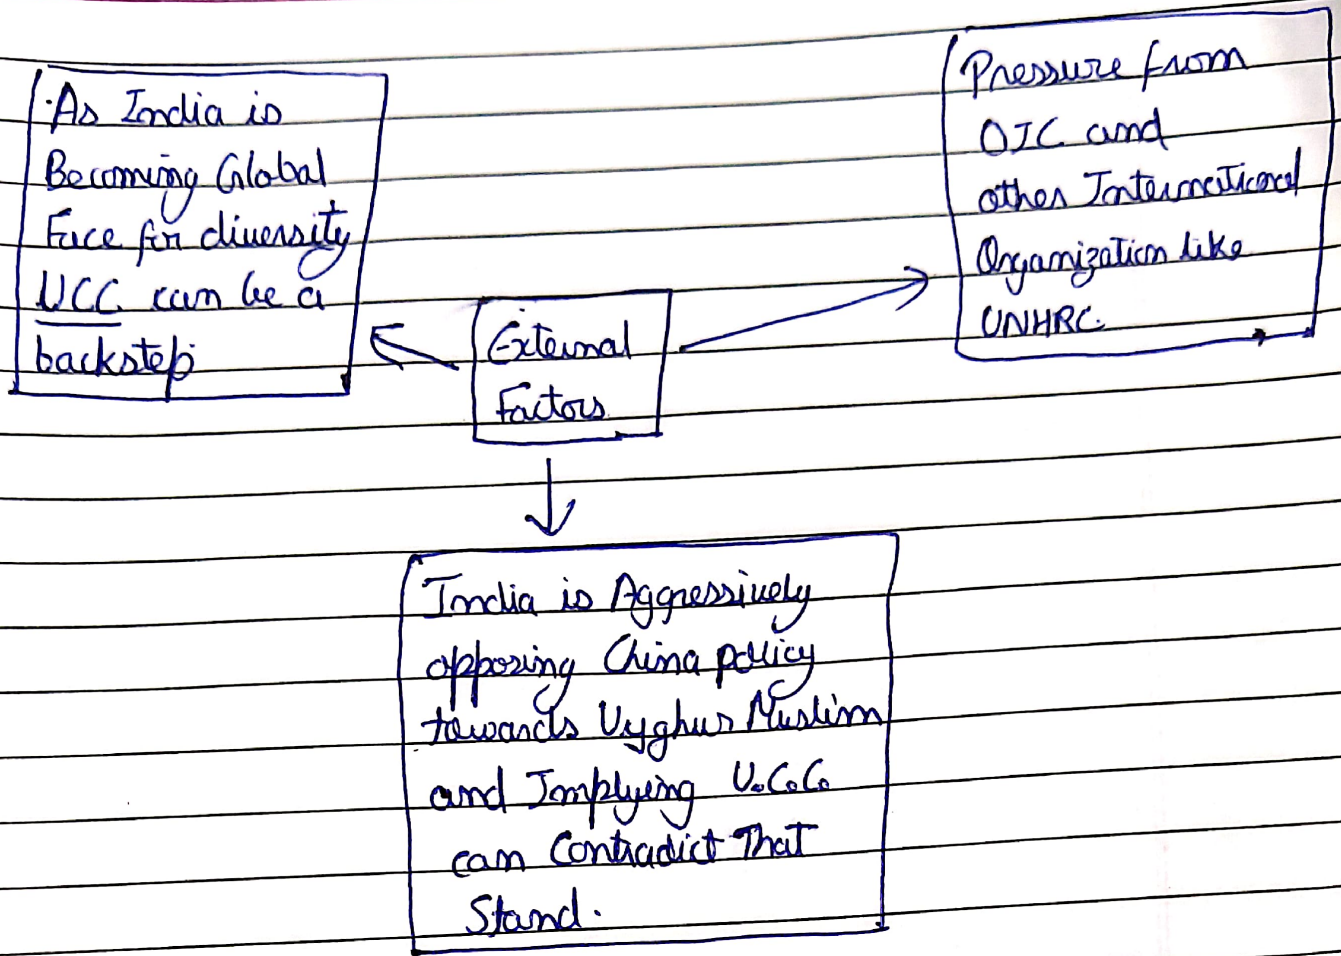 As India is
Becoming Global
Face for diversity
UCC can be a
backstep
Pressure from
OIC and
other International
Organization like
UNHRC.
External
Factors
India is Aggressively
opposing China policy
towards Uyghur Muslim
and Implying U.C.C.
can Contradict That
Stand.